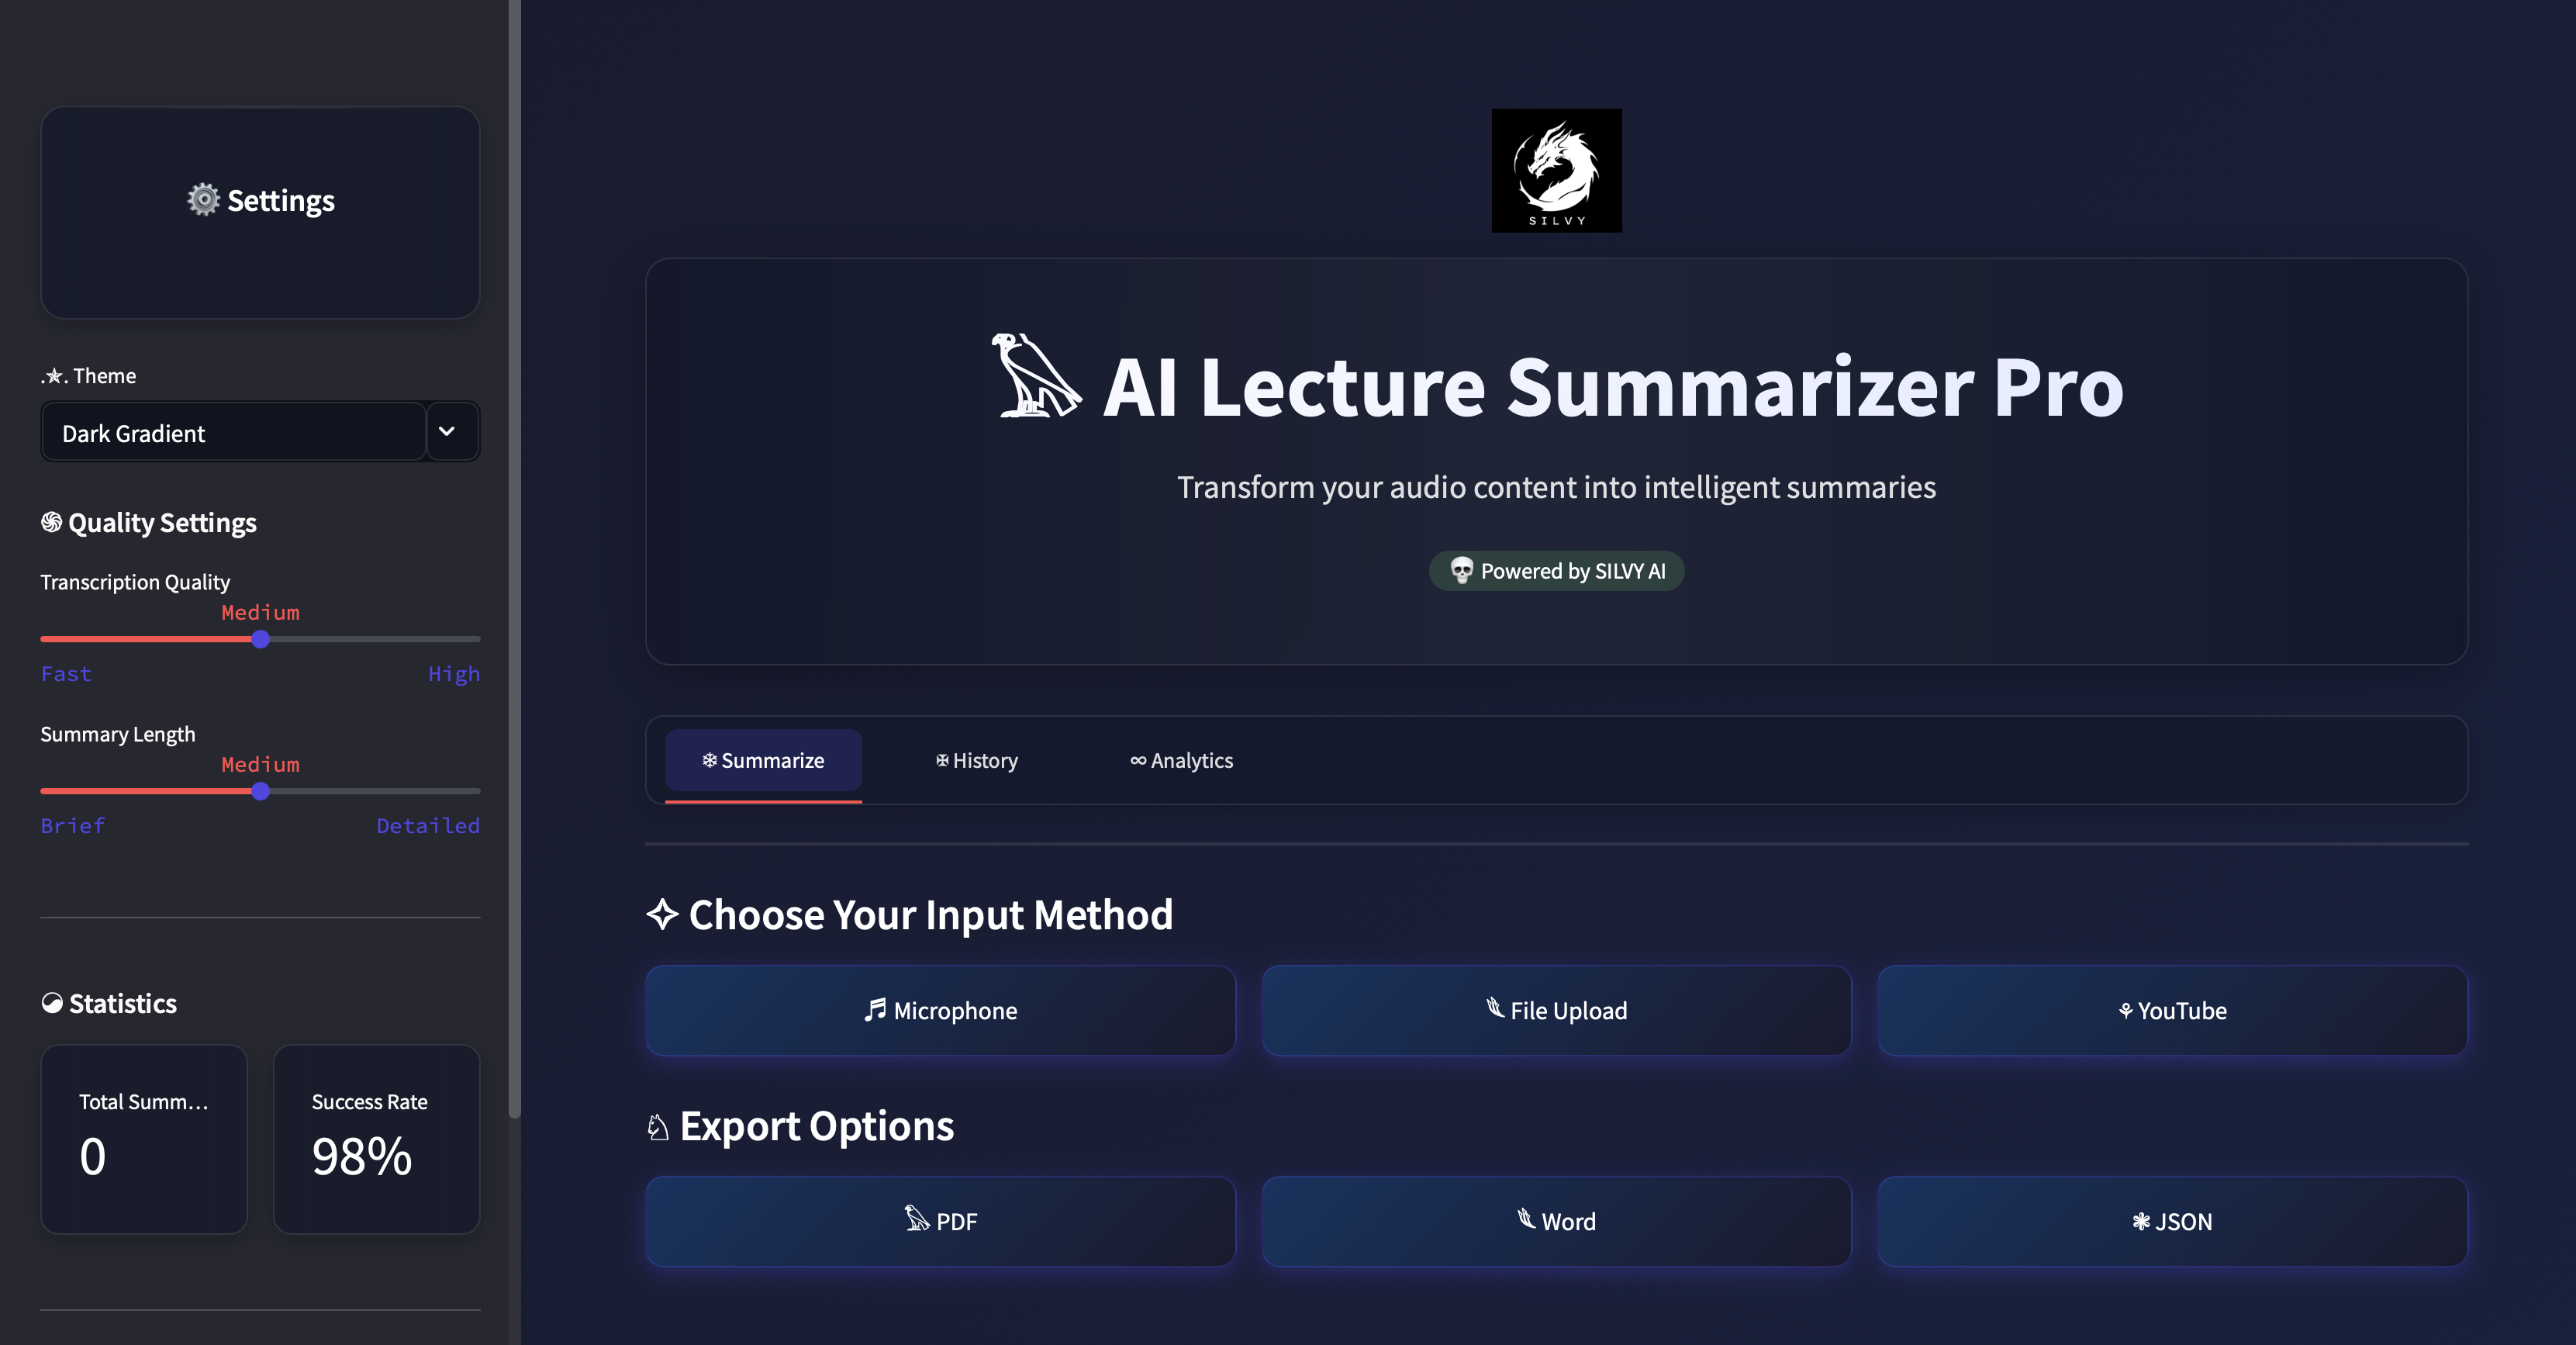 ⚙️ Settings
.✯. Theme
Dark Gradient
֍ Quality Settings
Transcription Quality
Medium
Fast High
Summary Length
Medium
Brief Detailed
Statistics
Total Summ…
0
Success Rate
98%
SILVY
𓅃 AI Lecture Summarizer Pro
Transform your audio content into intelligent summaries
💀 Powered by SILVY AI
❄ Summarize
✠ History
∞ Analytics
✧ Choose Your Input Method
♬ Microphone
File Upload
⚘ YouTube
♘ Export Options
𓅃 PDF
Word
❃ JSON